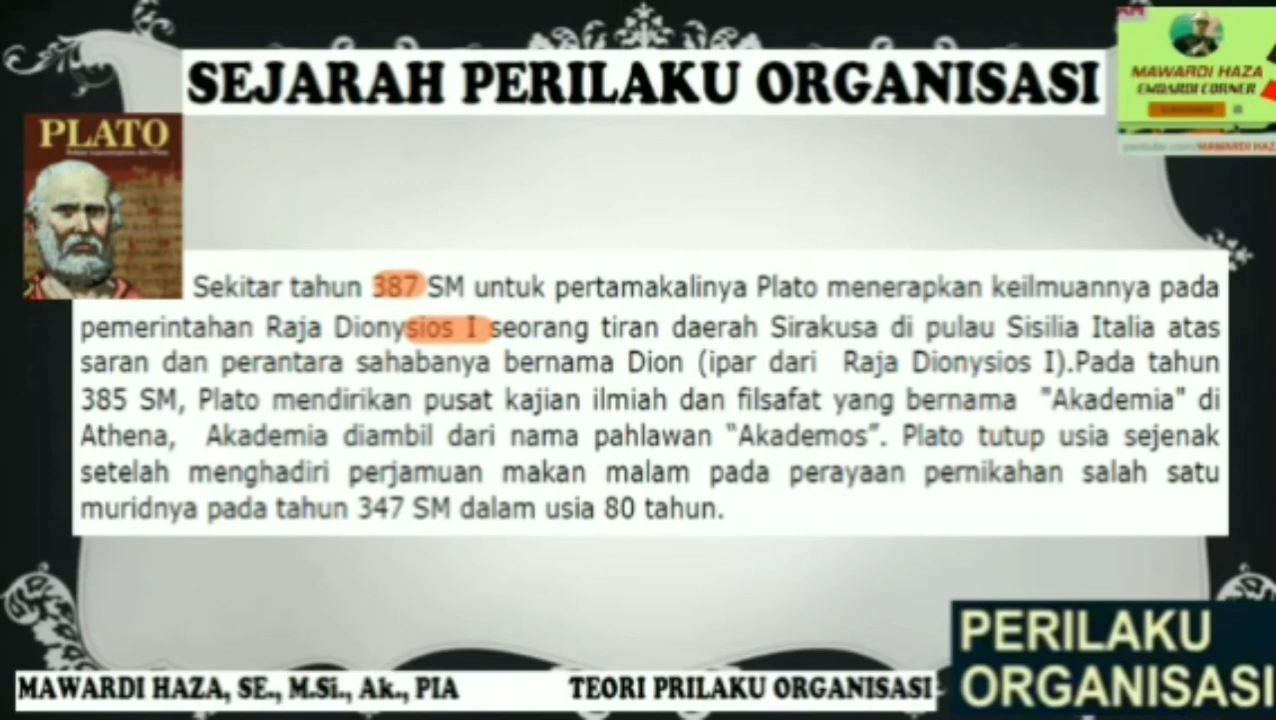 SEJARAH PERILAKU ORGANISASI
MAWARDI HAZA
EMDARDI CORNER
MAWARDI HAZ
PLATO
Sekitar tahun 387 SM untuk pertamakalinya Plato menerapkan keilmuannya pada
pemerintahan Raja Dionysios I seorang tiran daerah Sirakusa di pulau Sisilia Italia atas
saran dan perantara sahabanya bernama Dion (ipar dari Raja Dionysios I).Pada tahun
385 SM, Plato mendirikan pusat kajian ilmiah dan filsafat yang bernama "Akademia" di
Athena, Akademia diambil dari nama pahlawan "Akademos". Plato tutup usia sejenak
setelah menghadiri perjamuan makan malam pada perayaan pernikahan salah satu
muridnya pada tahun 347 SM dalam usia 80 tahun.
PERILAKU
ORGANISASI
MAWARDI HAZA, SE., M.Si., Ak., PIA TEORI PRILAKU ORGANISASI